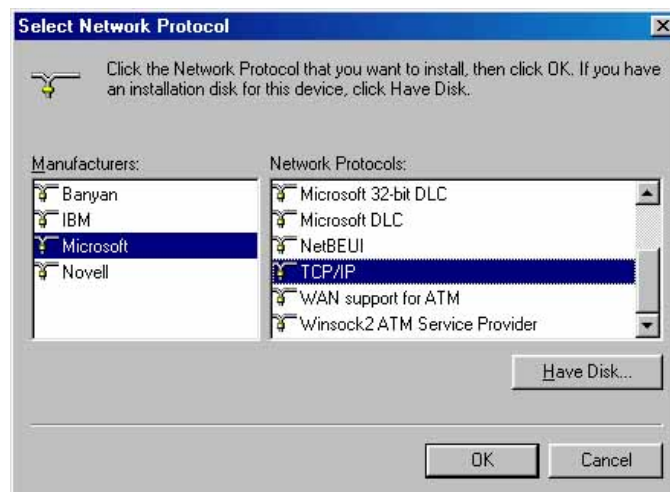 Select Network Protocol
Click the Network Protocol that you want to install, then click OK. If you have
an installation disk for this device, click Have Disk.
Manufacturers:
Banyan
IBM
Microsoft
Novell
Network Protocols:
Microsoft 32-bit DLC
Microsoft DLC
NetBEUI
TCP/IP
WAN support for ATM
Winsock2 ATM Service Provider
Have Disk...
OK
Cancel